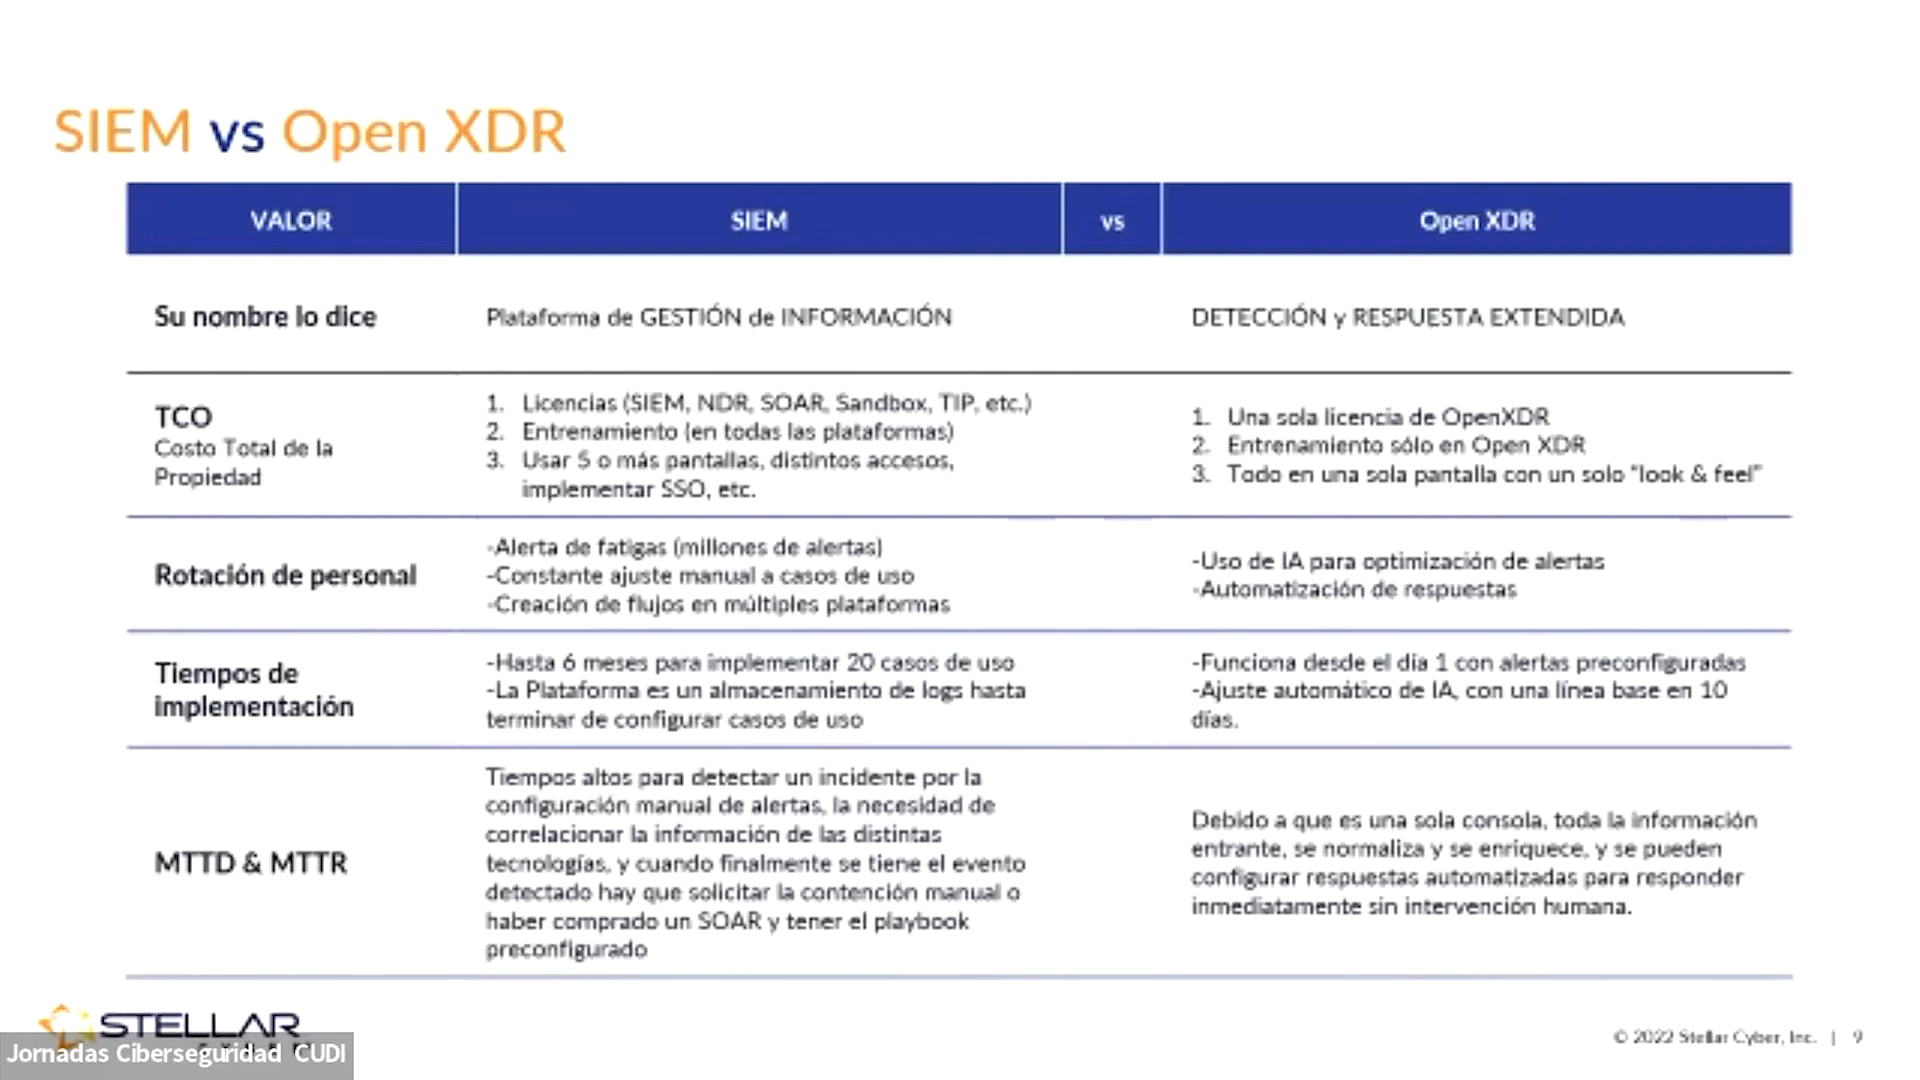 SIEM vs Open XDR
VALOR
SIEM
vs
Open XDR
Su nombre lo dice
Plataforma de GESTIÓN de INFORMACIÓN
DETECCIÓN y RESPUESTA EXTENDIDA
TCO
Costo Total de la
Propiedad
1. Licencias (SIEM, NDR, SOAR, Sandbox, TIP, etc.)
2. Entrenamiento (en todas las plataformas)
3. Usar 5 o más pantallas, distintos accesos,
implementar SSO, etc.
1. Una sola licencia de OpenXDR
2. Entrenamiento sólo en Open XDR
3. Todo en una sola pantalla con un solo "look & feel"
Rotación de personal
-Alerta de fatigas (millones de alertas)
-Constante ajuste manual a casos de uso
-Creación de flujos en múltiples plataformas
-Uso de IA para optimización de alertas
-Automatización de respuestas
Tiempos de
implementación
-Hasta 6 meses para implementar 20 casos de uso
-La Plataforma es un almacenamiento de logs hasta
terminar de configurar casos de uso
-Funciona desde el día 1 con alertas preconfiguradas
-Ajuste automático de IA, con una línea base en 10
días.
MTTD & MTTR
Tiempos altos para detectar un incidente por la
configuración manual de alertas, la necesidad de
correlacionar la información de las distintas
tecnologías, y cuando finalmente se tiene el evento
detectado hay que solicitar la contención manual o
haber comprado un SOAR y tener el playbook
preconfigurado
Debido a que es una sola consola, toda la información
entrante, se normaliza y se enriquece, y se pueden
configurar respuestas automatizadas para responder
inmediatamente sin intervención humana.
STELLAR
Jornadas Ciberseguridad CUDI
© 2022 Stellar Cyber, Inc. | 9